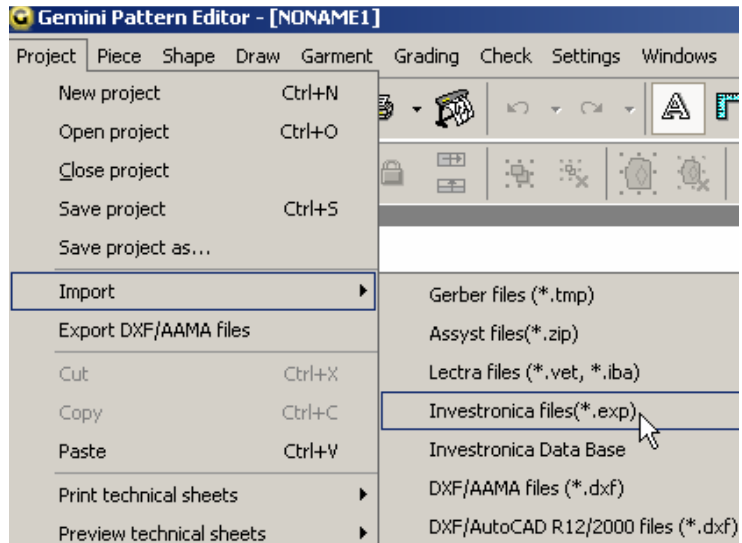 Gemini Pattern Editor - [NONAME1]
Project Piece Shape Draw Garment Grading Check Settings Windows
New project Ctrl+N
Open project Ctrl+O
Close project
Save project Ctrl+S
Save project as...
Import
Export DXF/AAMA files
Cut Ctrl+X
Copy Ctrl+C
Paste Ctrl+V
Print technical sheets
Preview technical sheets
Gerber files (*.tmp)
Assyst files(*.zip)
Lectra files (*.vet, *.iba)
Investronica files(*.exp)
Investronica Data Base
DXF/AAMA files (*.dxf)
DXF/AutoCAD R12/2000 files (*.dxf)